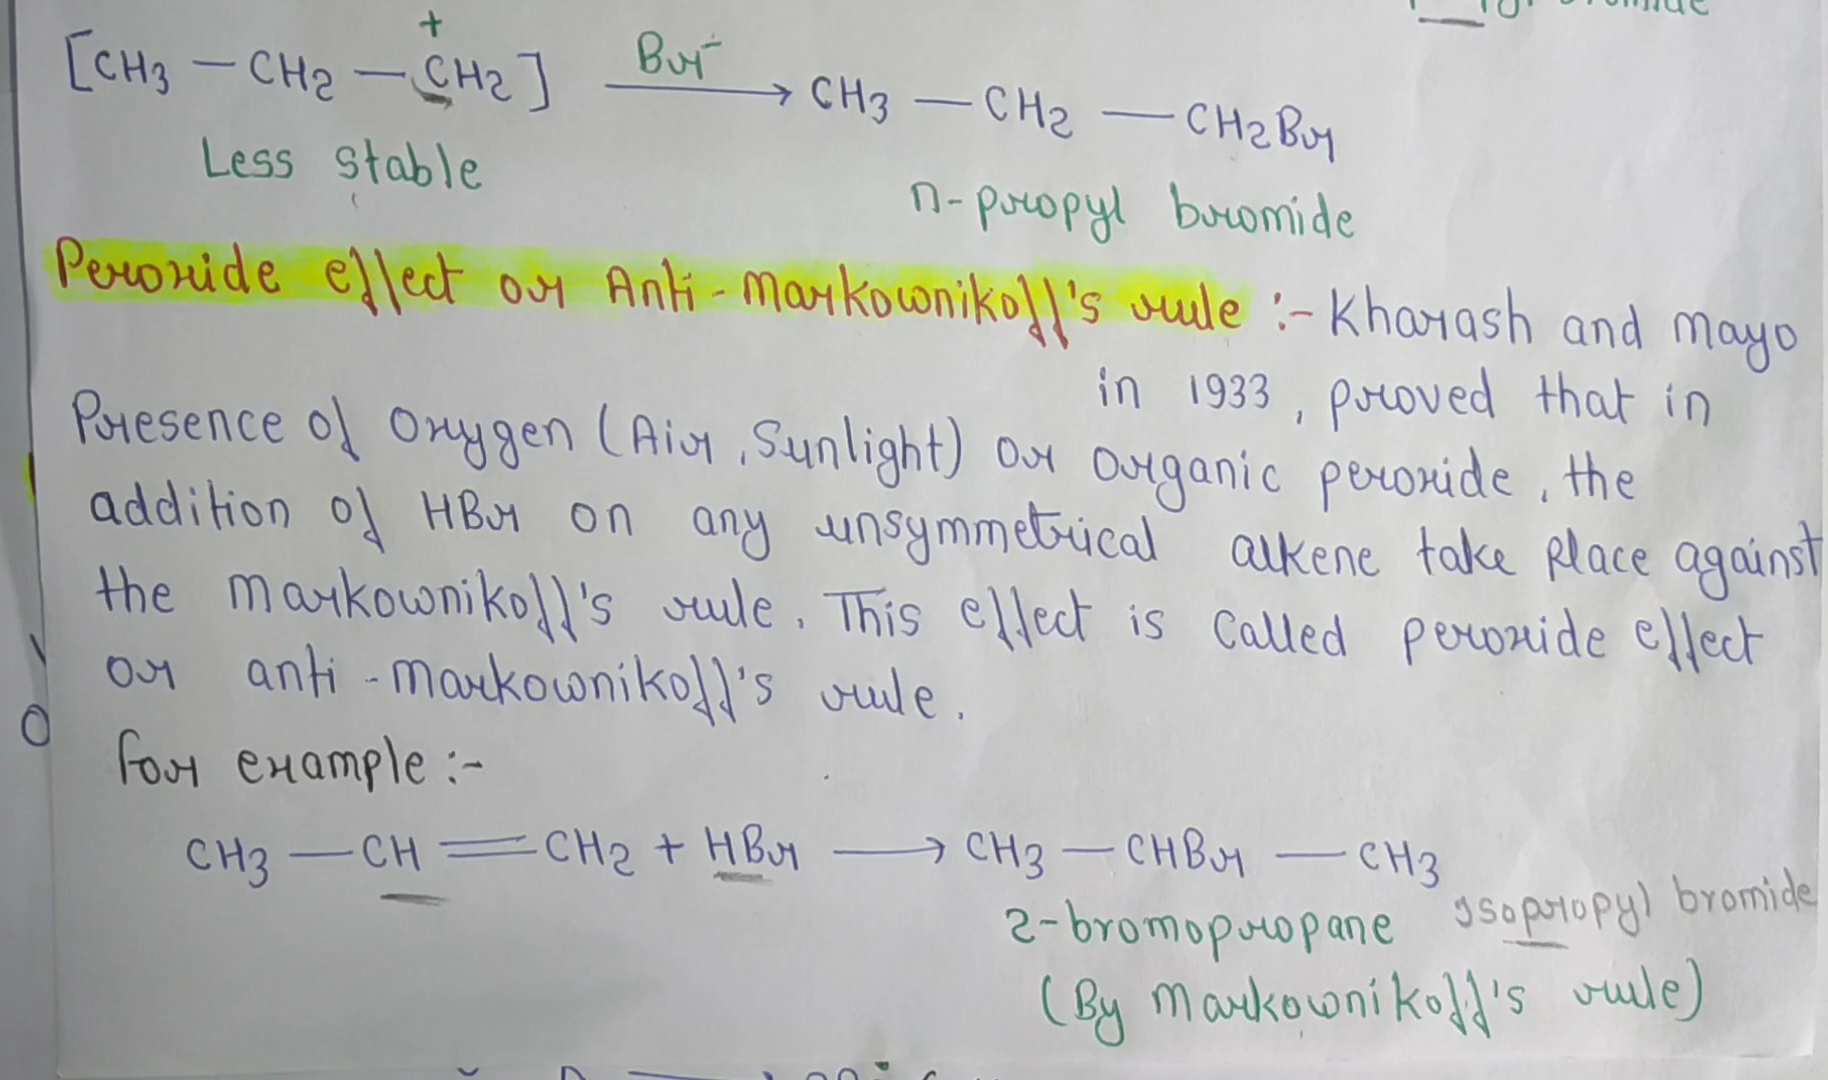 [CH3 — CH2 — C⁺H2] —Br⁻→ CH3 — CH2 — CH2Br
Less stable
n-propyl bromide
Peroxide effect or Anti-Markownikoff's rule :- Kharash and mayo
in 1933, proved that in
Presence of Oxygen (Air, Sunlight) or organic peroxide, the
addition of HBr on any unsymmetrical alkene take place against
the Markownikoff's rule. This effect is called peroxide effect
or anti-Markownikoff's rule.
for example :-
CH3 — CH = CH2 + HBr → CH3 — CHBr — CH3
2-bromopropane Isopropyl bromide
(By Markownikoff's rule)